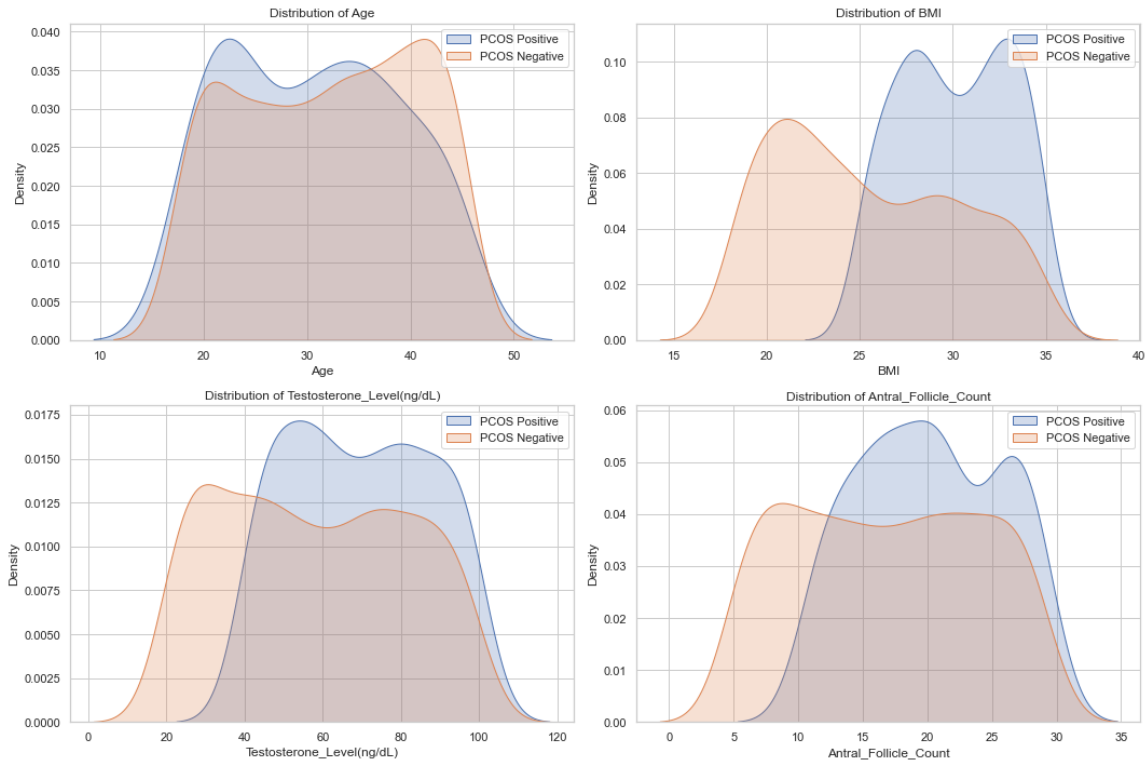 Distribution of Age
PCOS Positive
PCOS Negative
0.040
0.035
0.030
0.025
0.020
0.015
0.010
0.005
0.000
Density
10 20 30 40 50
Age
Distribution of BMI
PCOS Positive
PCOS Negative
0.10
0.08
0.06
0.04
0.02
0.00
Density
15 20 25 30 35 40
BMI
Distribution of Testosterone_Level(ng/dL)
PCOS Positive
PCOS Negative
0.0175
0.0150
0.0125
0.0100
0.0075
0.0050
0.0025
0.0000
Density
0 20 40 60 80 100 120
Testosterone_Level(ng/dL)
Distribution of Antral_Follicle_Count
PCOS Positive
PCOS Negative
0.06
0.05
0.04
0.03
0.02
0.01
0.00
Density
0 5 10 15 20 25 30 35
Antral_Follicle_Count